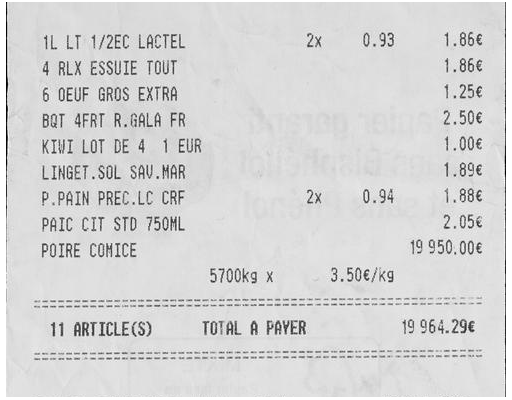 1L LT 1/2EC LACTEL 2x 0.93 1.86€
4 RLX ESSUIE TOUT 1.86€
6 OEUF GROS EXTRA 1.25€
BQT 4FRT R.GALA FR 2.50€
KIWI LOT DE 4 1 EUR 1.00€
LINGET.SOL SAV.MAR 1.89€
P.PAIN PREC.LC CRF 2x 0.94 1.88€
PAIC CIT STD 750ML 2.05€
POIRE COMICE 19 950.00€
5700kg x 3.50€/kg
11 ARTICLE(S) TOTAL A PAYER 19 964.29€